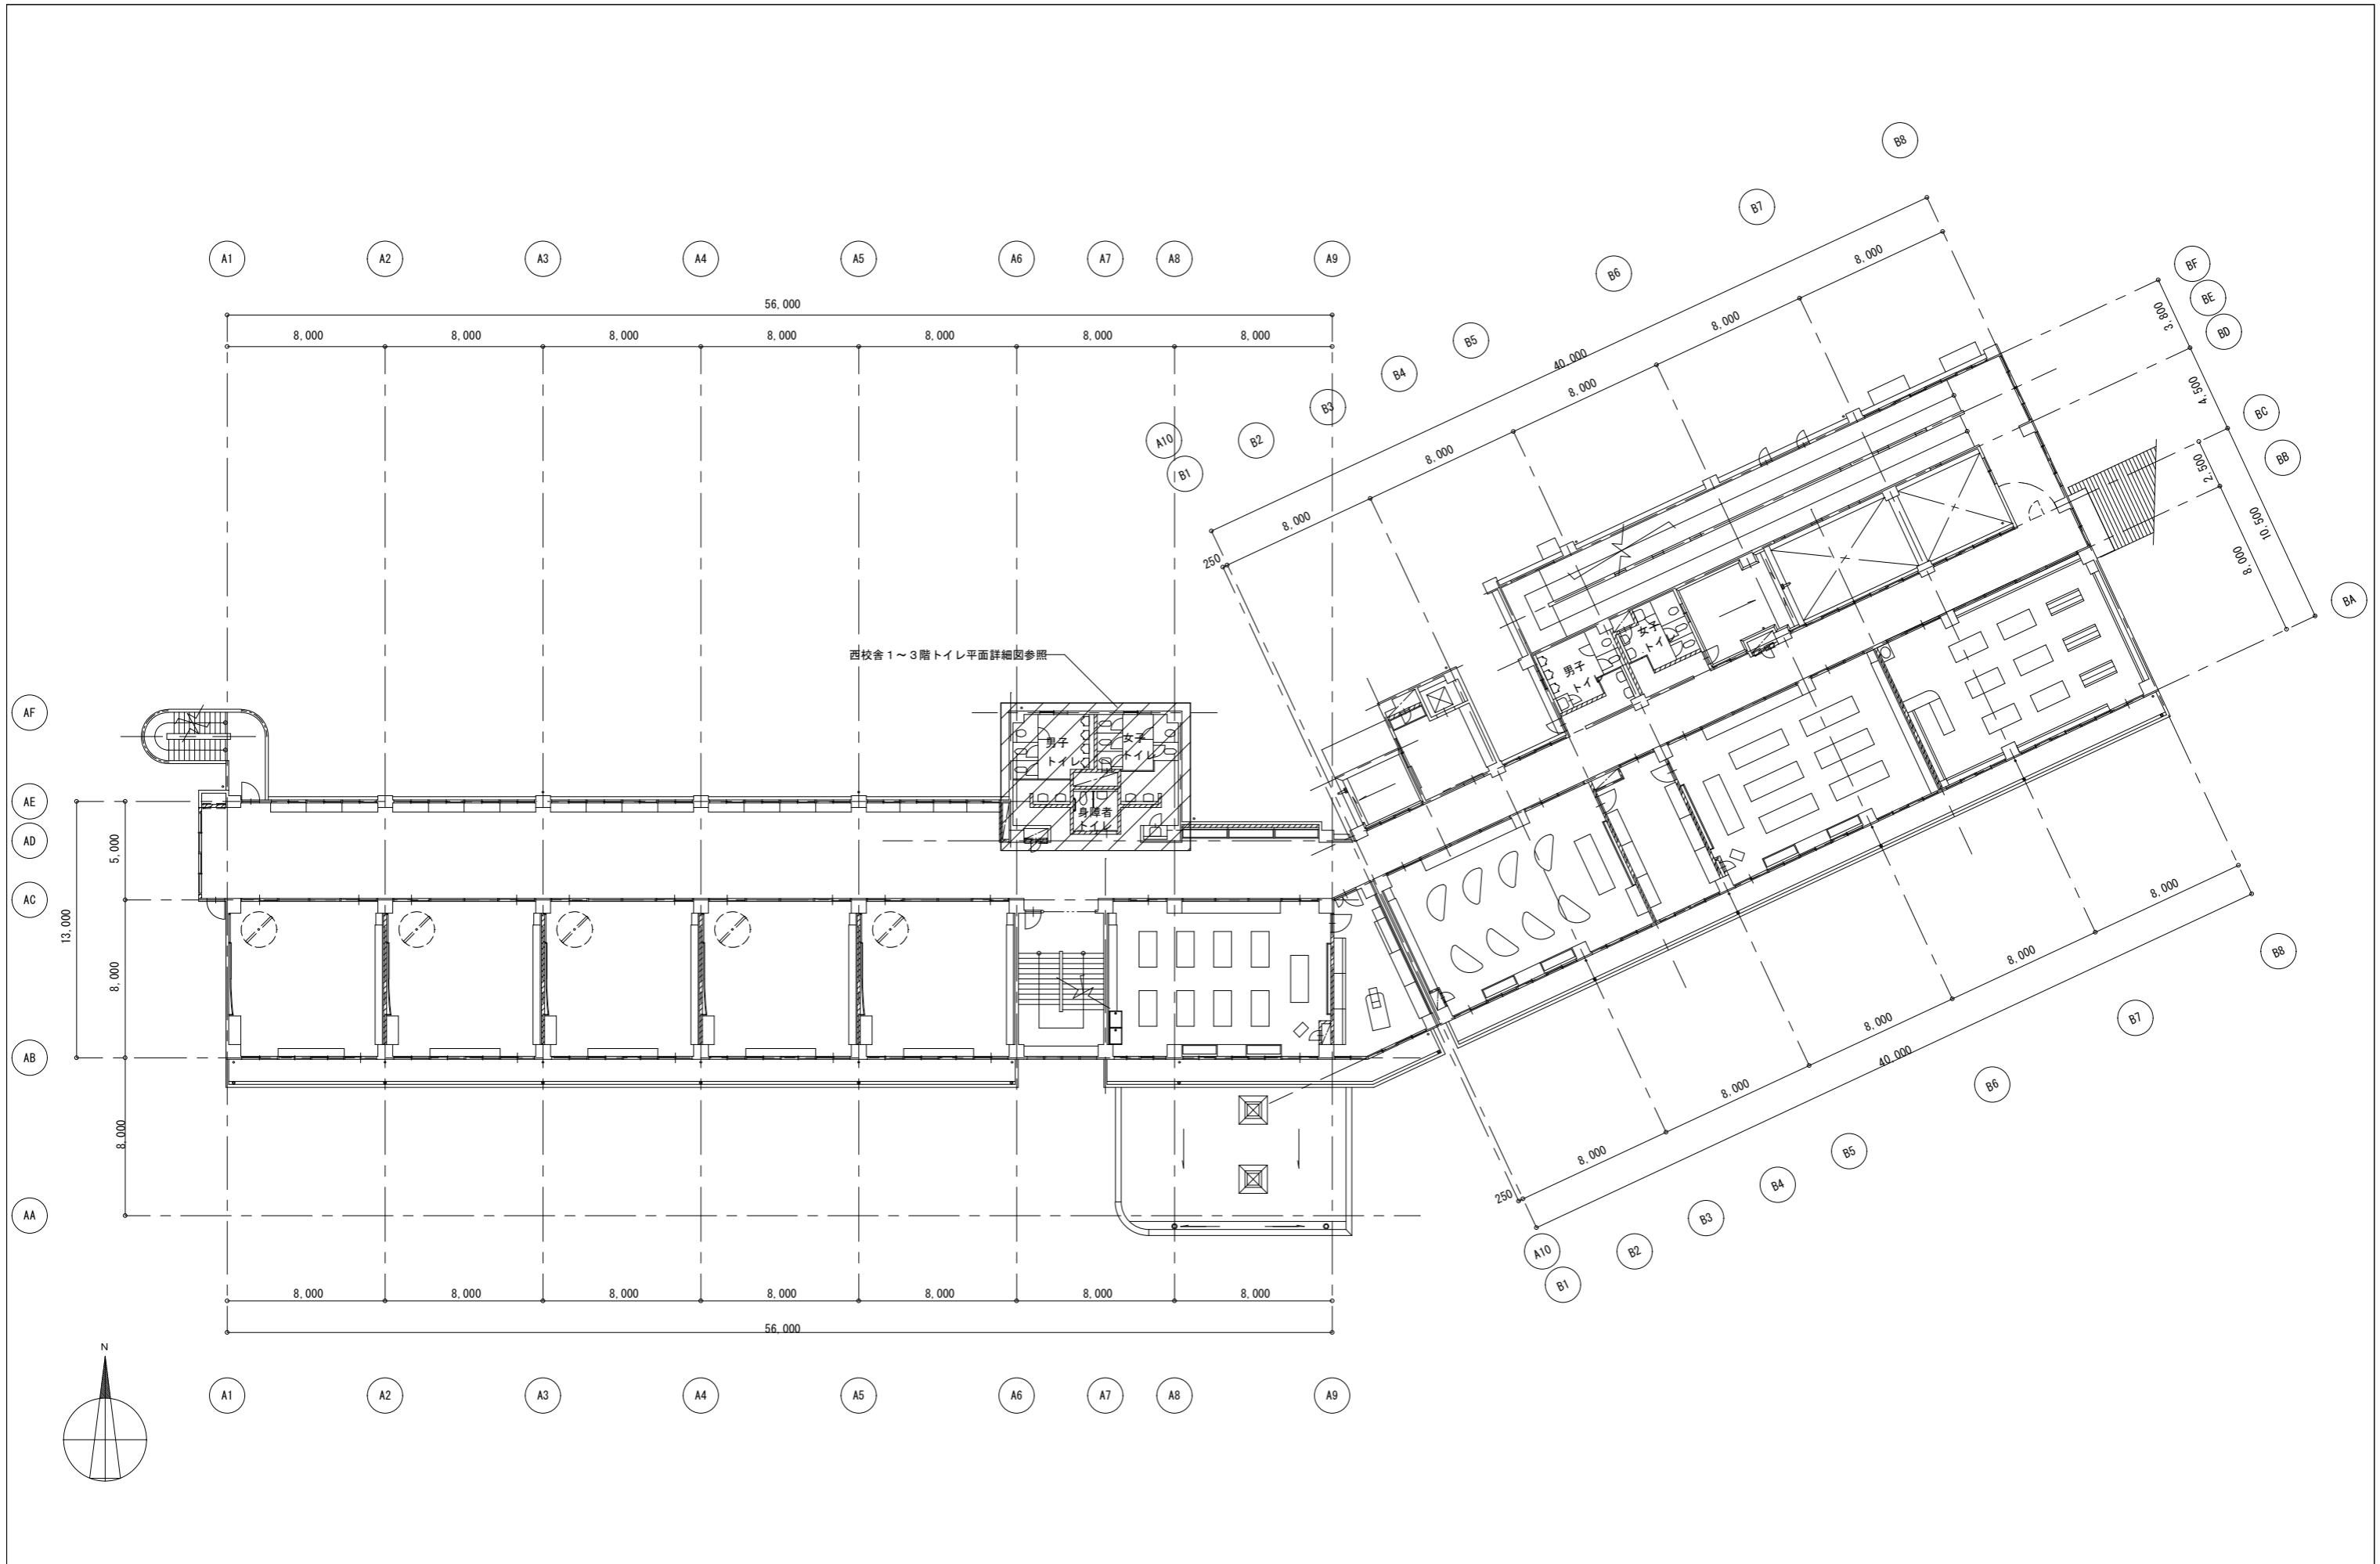 B8
B7
B6
B5
B4
B3
B2
A10
B1
A1
A2
A3
A4
A5
A6
A7
A8
A9
56,000
8,000
8,000
8,000
8,000
8,000
8,000
8,000
40,000
250
8,000
8,000
8,000
8,000
8,000
BF
BE
BD
BC
BB
BA
3,800
4,500
2,500
10,500
8,000
西校舎1〜3階トイレ平面詳細図参照
男子
トイレ
女子
トイレ
身障者
トイレ
男子
トイレ
女子
トイレ
AF
AE
AD
AC
AB
AA
5,000
13,000
8,000
8,000
8,000
8,000
8,000
8,000
8,000
40,000
250
B8
B7
B6
B5
B4
B3
B2
A10
B1
8,000
8,000
8,000
8,000
8,000
8,000
8,000
56,000
N
A1
A2
A3
A4
A5
A6
A7
A8
A9